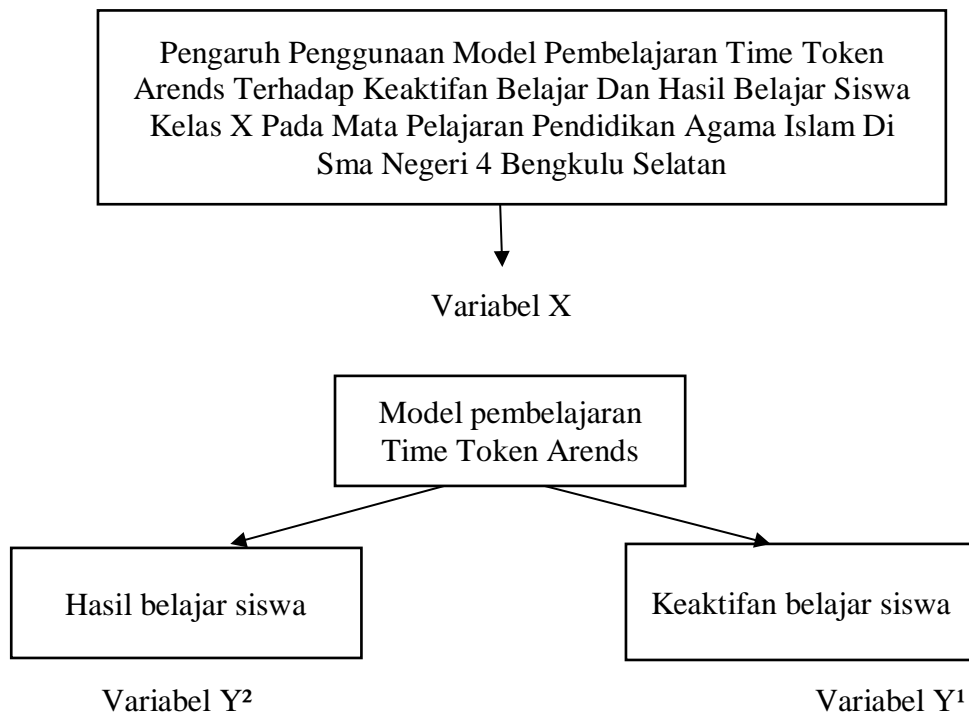 Pengaruh Penggunaan Model Pembelajaran Time Token
Arends Terhadap Keaktifan Belajar Dan Hasil Belajar Siswa
Kelas X Pada Mata Pelajaran Pendidikan Agama Islam Di
Sma Negeri 4 Bengkulu Selatan
Variabel X
Model pembelajaran
Time Token Arends
Hasil belajar siswa
Keaktifan belajar siswa
Variabel Y²
Variabel Y¹